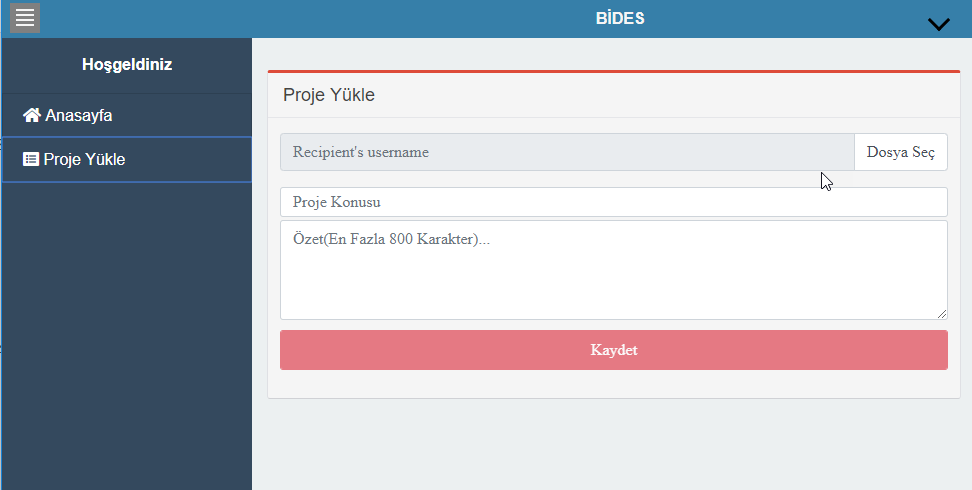 BİDES
Hoşgeldiniz
Anasayfa
Proje Yükle
Proje Yükle
Recipient's username
Dosya Seç
Proje Konusu
Özet(En Fazla 800 Karakter)...
Kaydet